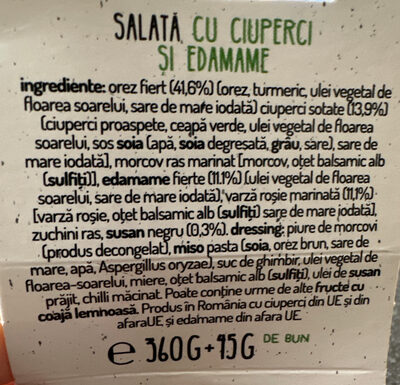 SALATĂ CU CIUPERCI
ȘI EDAMAME
ingrediente: orez fiert (41,6%) (orez, turmeric, ulei vegetal de
floarea soarelui, sare de mare iodată) ciuperci sotate (13,9%)
(ciuperci proaspete, ceapă verde, ulei vegetal de floarea
soarelui, sos soia (apă, soia degresată, grâu, sare), sare de
mare iodată), morcov ras marinat (morcov, oțet balsamic alb
(sulfiți)), edamame fierte (11.1%) (ulei vegetal de floarea
soarelui, sare de mare iodată), varză roșie marinată (11,1%)
(varză roșie, oțet balsamic alb (sulfiți) sare de mare iodată),
zuchini ras, susan negru (0,3%). dressing: piure de morcovi
(produs decongelat), miso pasta (soia, orez brun, sare de
mare, apă, Aspergillus oryzae), suc de ghimbir, ulei vegetal de
floarea-soarelui, miere, oțet balsamic alb (sulfiți), ulei de susan
prăjit, chilli măcinat. Poate conține urme de alte fructe cu
coajă lemnoasă. Produs în România cu ciuperci din UE și din
afaraUE și edamame din afara UE.
e 360G+45G DE BUN